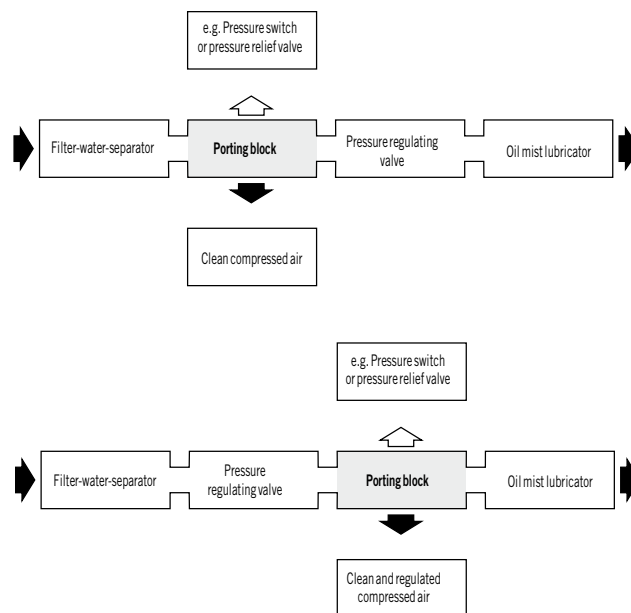 e.g. Pressure switch
or pressure relief valve
Filter-water-separator
Porting block
Pressure regulating
valve
Oil mist lubricator
Clean compressed air
e.g. Pressure switch
or pressure relief valve
Filter-water-separator
Pressure
regulating valve
Porting block
Oil mist lubricator
Clean and regulated
compressed air